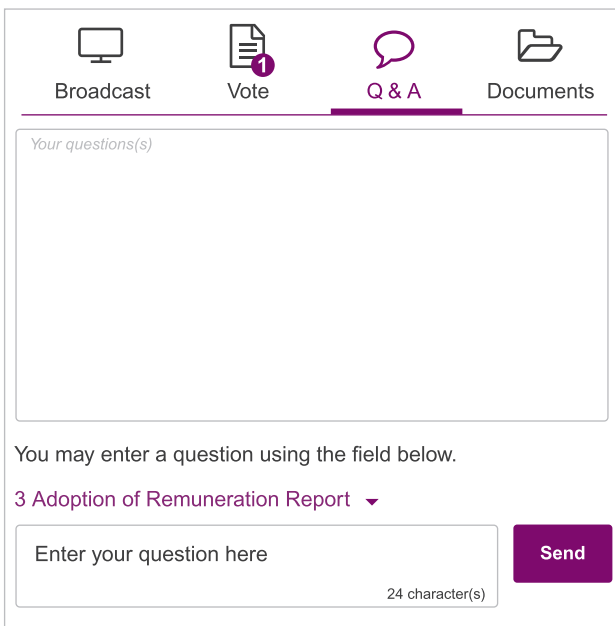 1
Broadcast Vote Q & A Documents
Your questions(s)
You may enter a question using the field below.
3 Adoption of Remuneration Report
Enter your question here
Send
24 character(s)